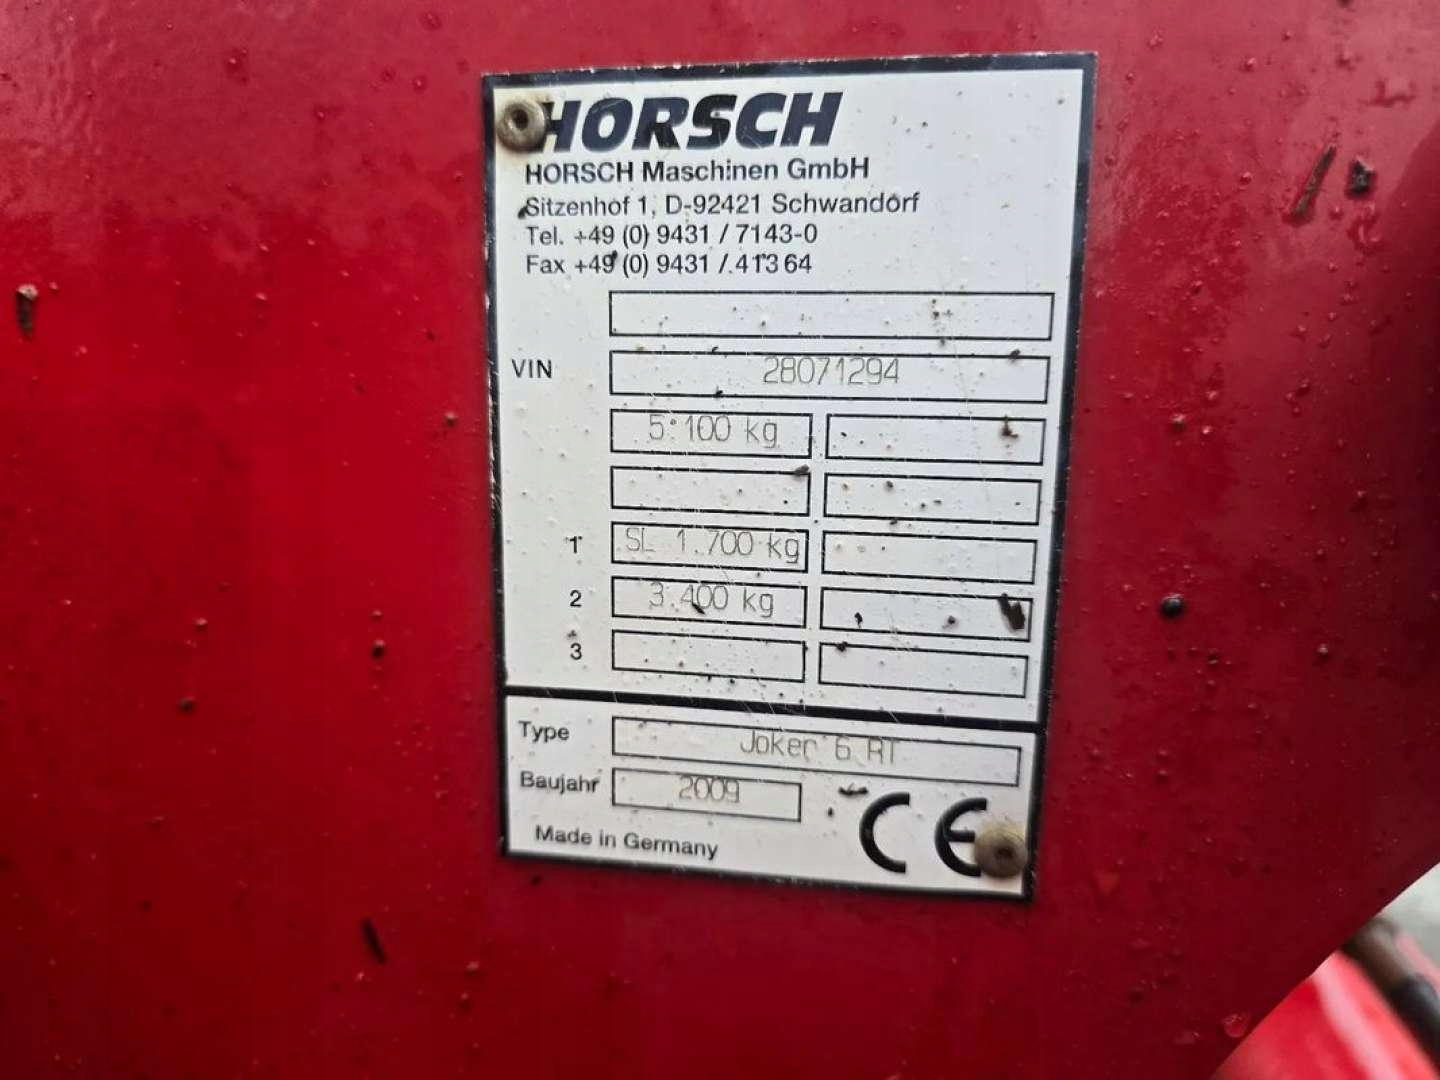 HORSCH
HORSCH Maschinen GmbH
Sitzenhof 1, D-92421 Schwandorf
Tel. +49 (0) 9431 / 7143-0
Fax +49 (0) 9431 / 41364
VIN 28071294
5.100 kg
1 SL 1.700 kg
2 3.400 kg
3
Type Joker 6 RT
Baujahr 2009
Made in Germany CE